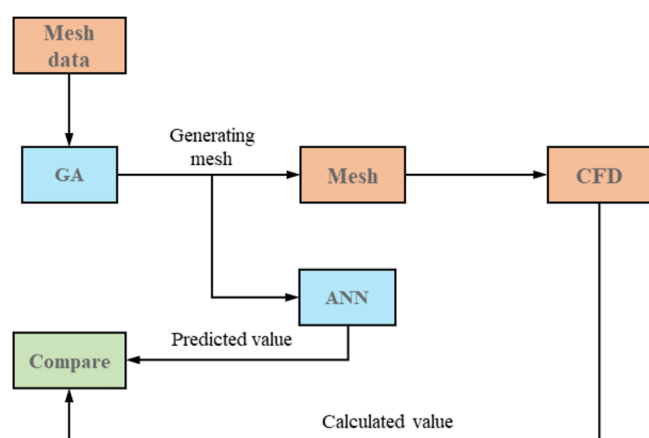 Mesh
data
Generating
mesh
GA
Mesh
CFD
ANN
Predicted value
Compare
Calculated value